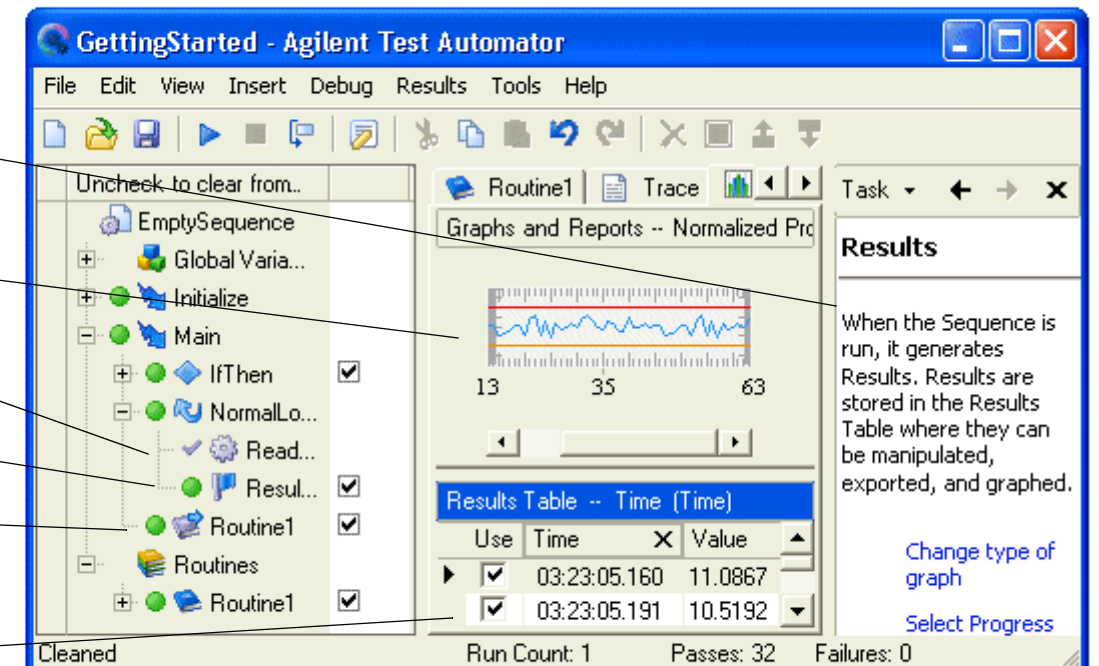 GettingStarted - Agilent Test Automator
File Edit View Insert Debug Results Tools Help
Uncheck to clear from...
EmptySequence
Global Varia...
Initialize
Main
IfThen
NormalLo...
Read...
Resul...
Routine1
Routines
Routine1
Routine1 Trace
Graphs and Reports -- Normalized Pro
13 35 63
Results Table -- Time (Time)
Use Time X Value
03:23:05.160 11.0867
03:23:05.191 10.5192
Task
Results
When the Sequence is
run, it generates
Results. Results are
stored in the Results
Table where they can
be manipulated,
exported, and graphed.
Change type of
graph
Select Progress
Cleaned Run Count: 1 Passes: 32 Failures: 0